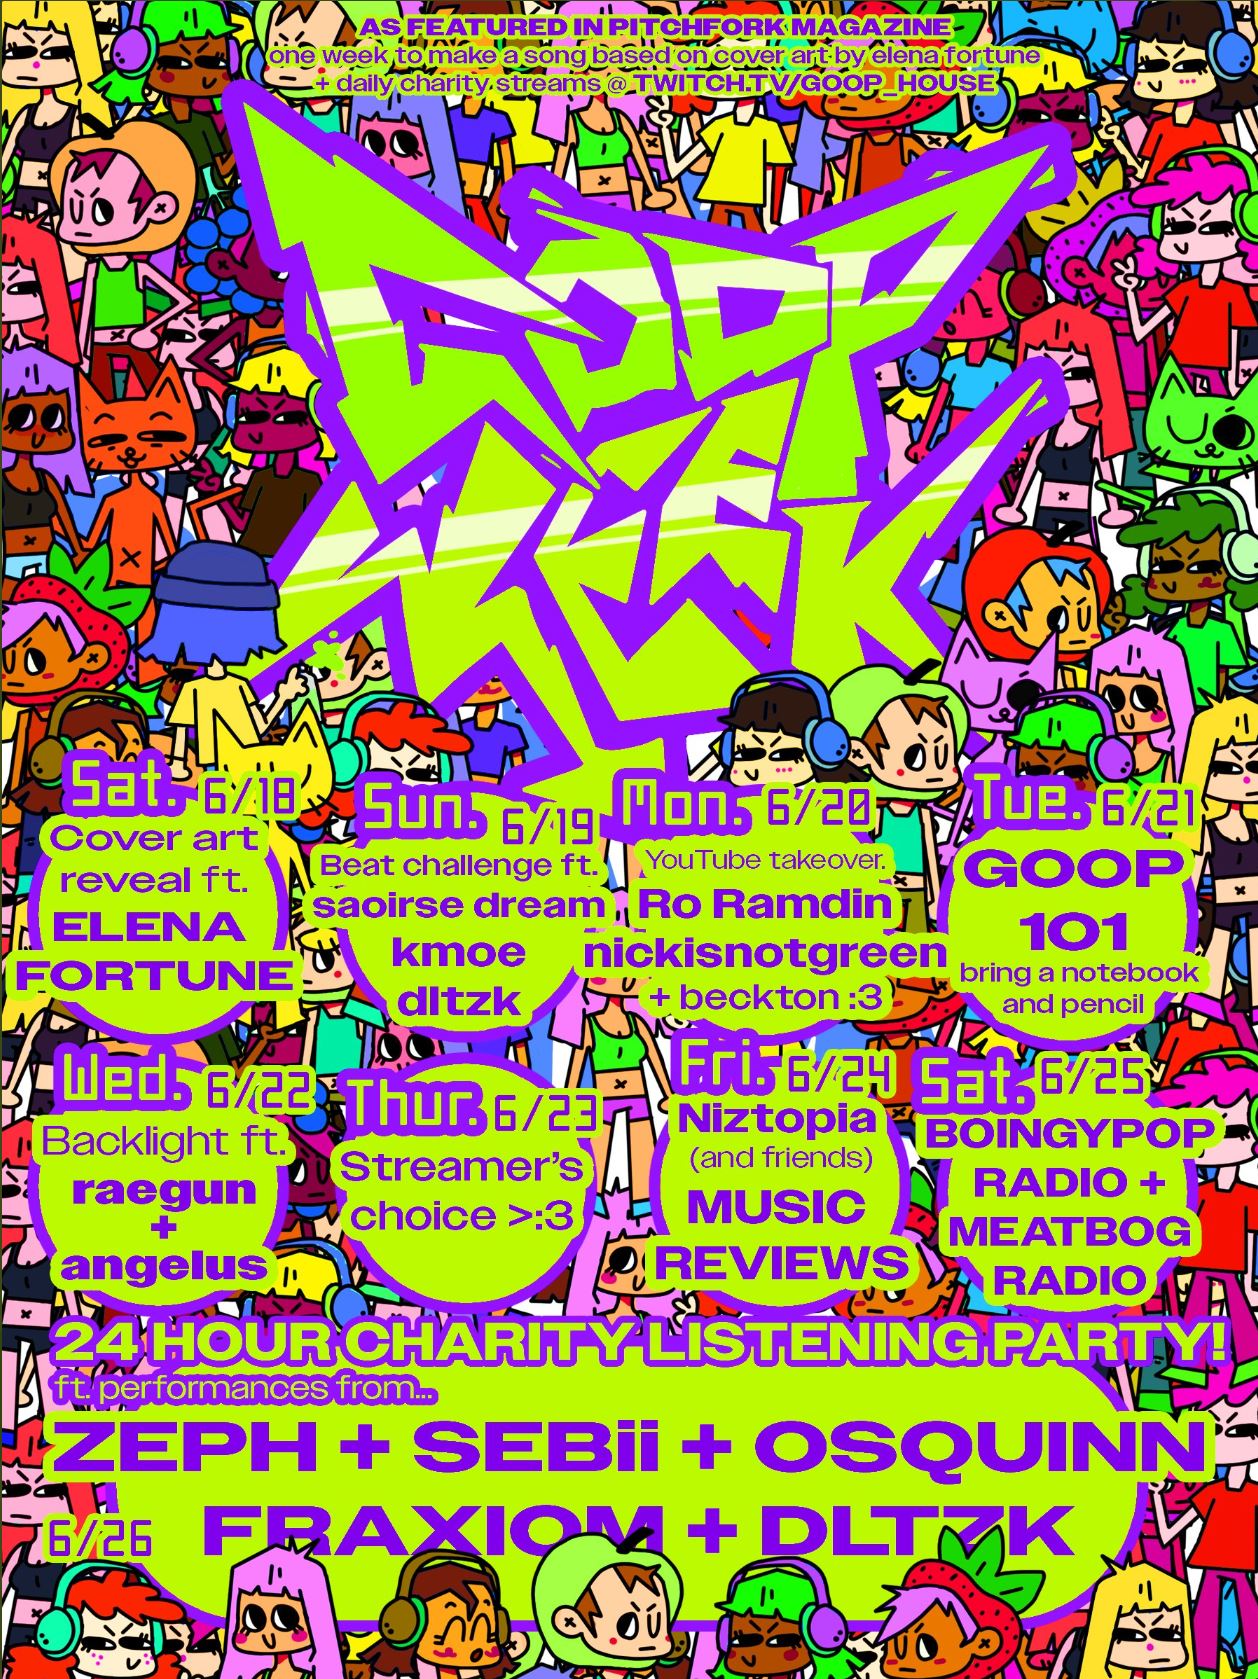 AS FEATURED IN PITCHFORK MAGAZINE
one week to make a song based on cover art by elena fortune
+ daily charity streams @ TWITCH.TV/GOOP_HOUSE
GOOP
WEEK
Sat. 6/18
Cover art
reveal ft.
ELENA
FORTUNE
Sun. 6/19
Beat challenge ft.
saoirse dream
kmoe
dltzk
Mon. 6/20
YouTube takeover.
Ro Ramdin
nickisnotgreen
+ beckton :3
Tue. 6/21
GOOP
101
bring a notebook
and pencil
Wed. 6/22
Backlight ft.
raegun
+
angelus
Thur. 6/23
Streamer's
choice >:3
Fri. 6/24
Niztopia
(and friends)
MUSIC
REVIEWS
Sat. 6/25
BOINGYPOP
RADIO +
MEATBOG
RADIO
24 HOUR CHARITY LISTENING PARTY!
ft. performances from...
ZEPH + SEBii + OSQUINN
6/26 FRAXIOM + DLTZK